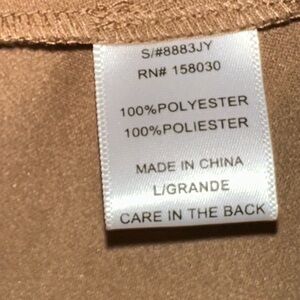 S/#8883JY
RN# 158030
100%POLYESTER
100%POLIESTER
MADE IN CHINA
L/GRANDE
CARE IN THE BACK